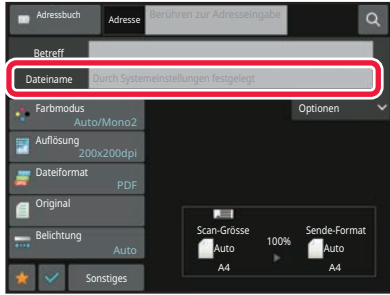 Adressbuch
Adresse
Berühren zur Adresseingabe
Betreff
Dateiname
Durch Systemeinstellungen festgelegt
Farbmodus
Auto/Mono2
Optionen
Auflösung
200x200dpi
Dateiformat
PDF
Original
Belichtung
Auto
Scan-Grösse
Auto
A4
100%
Sende-Format
Auto
A4
Sonstiges